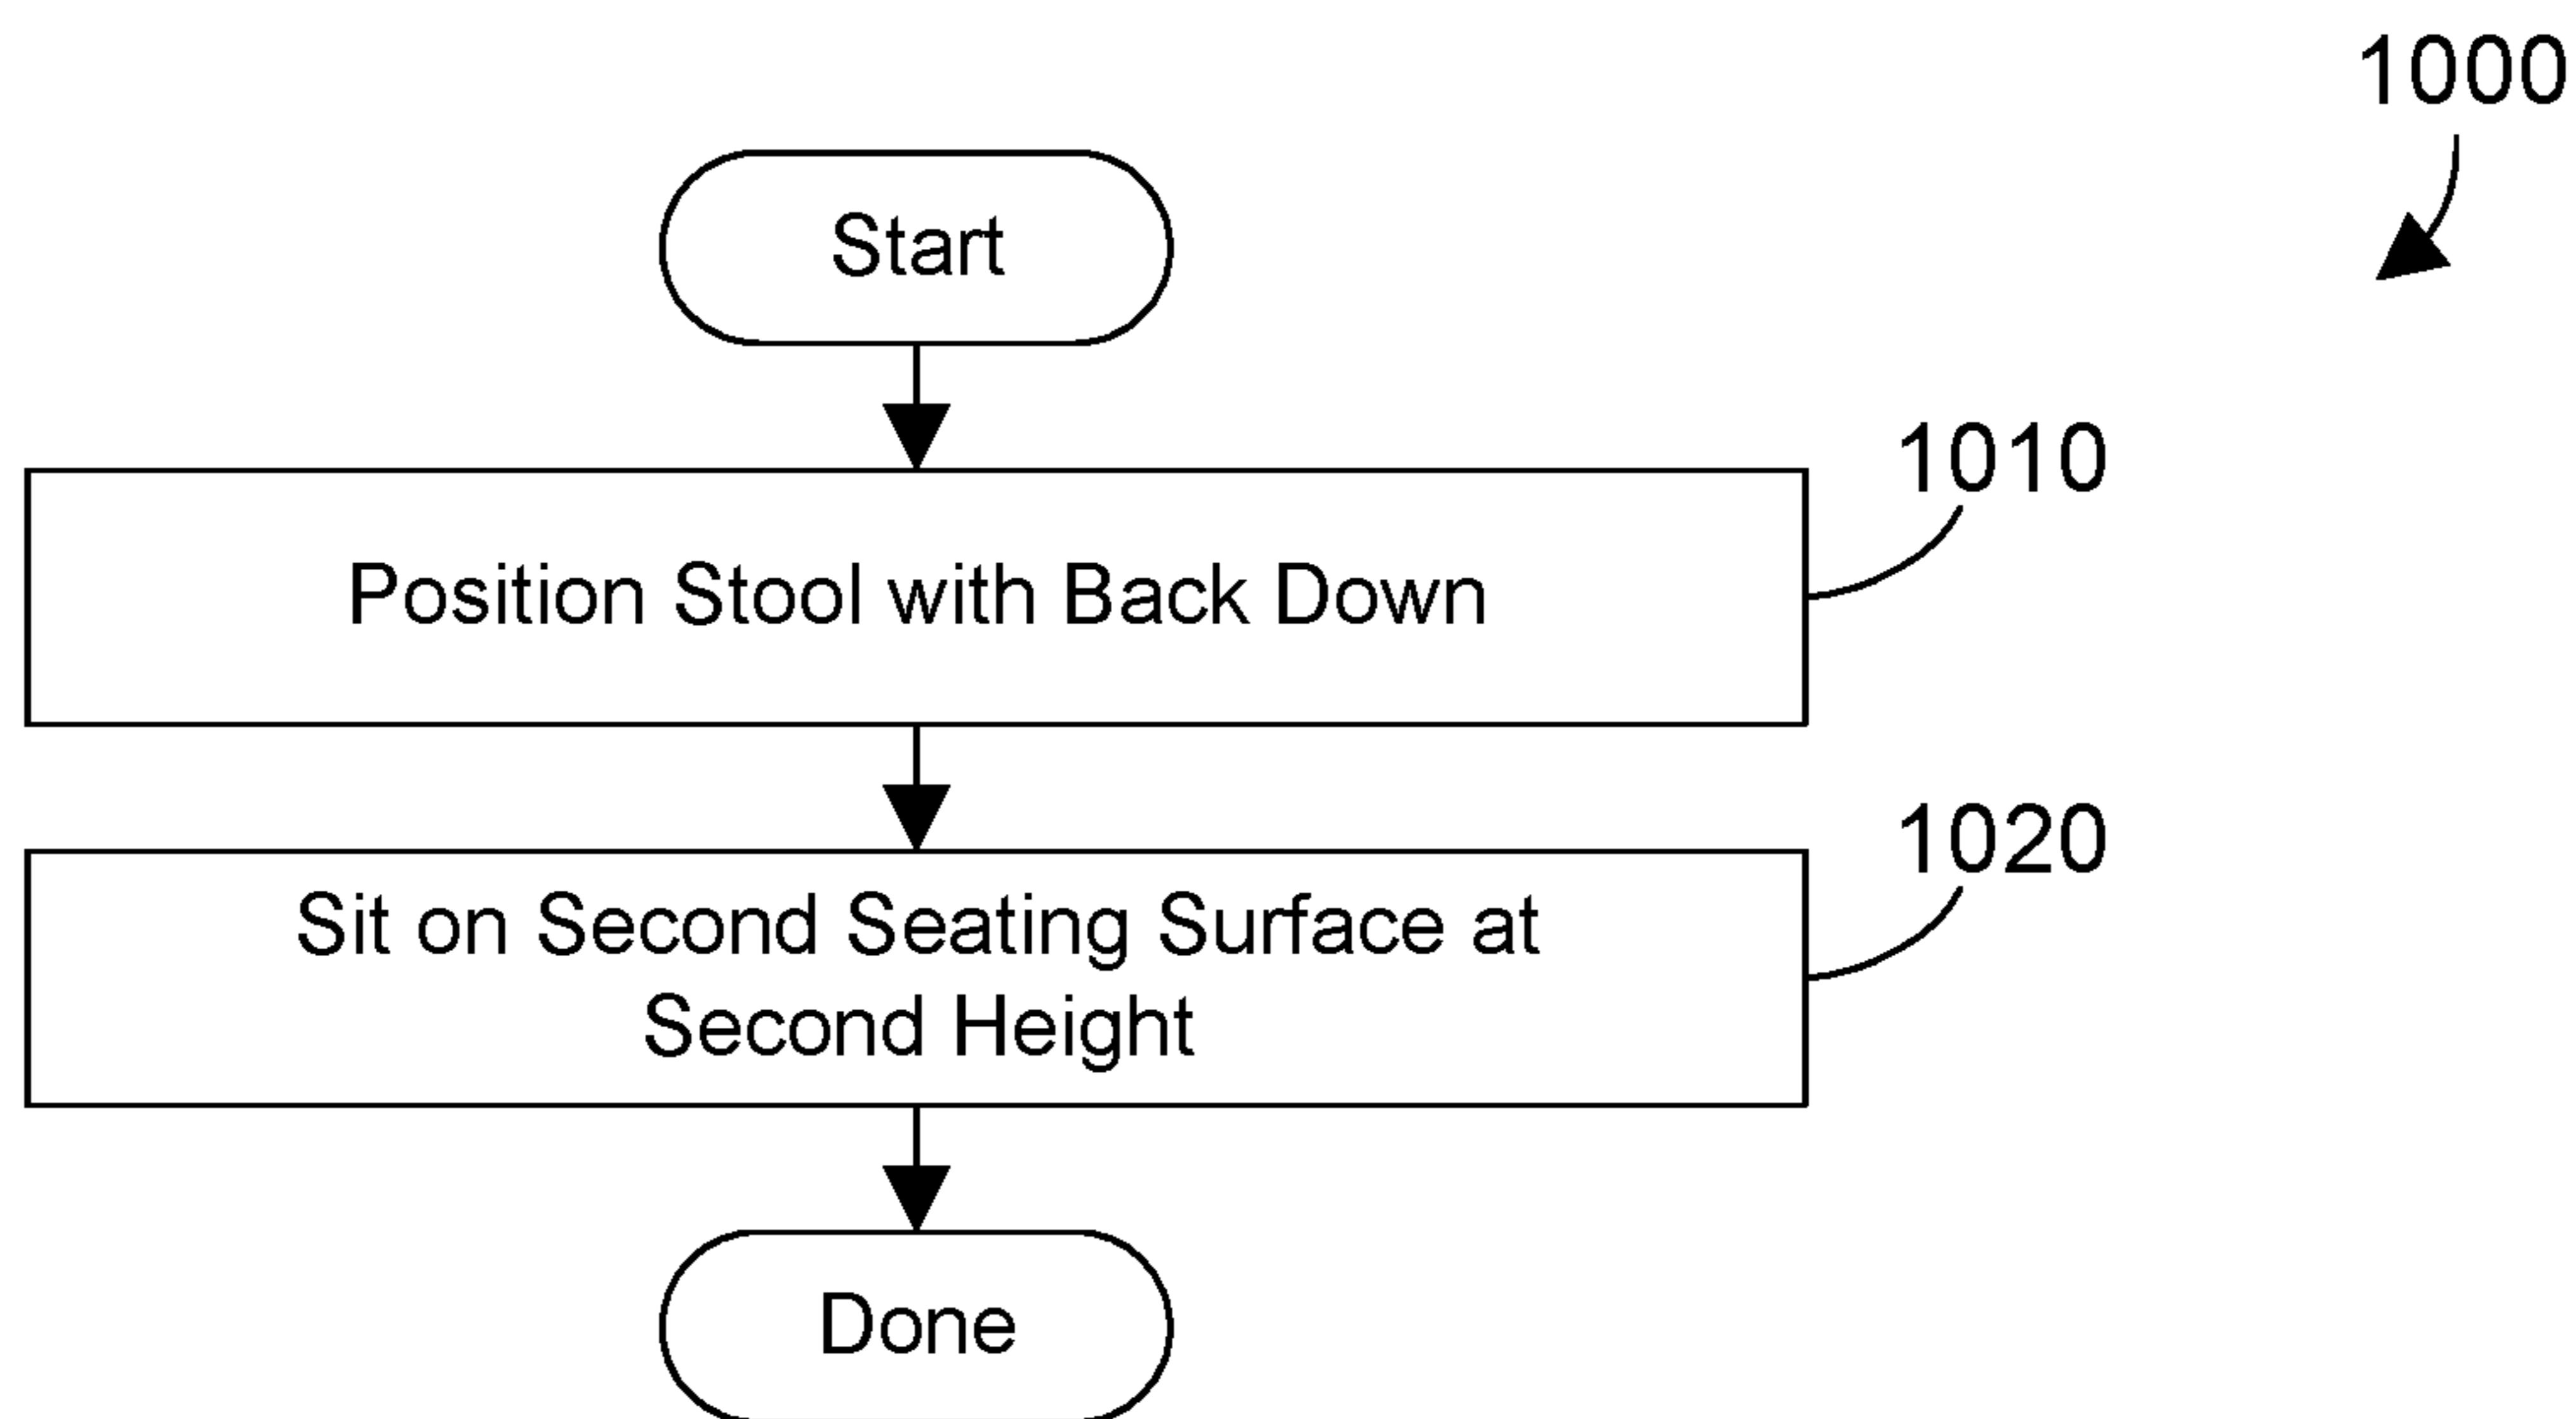 1000
Start
1010
Position Stool with Back Down
1020
Sit on Second Seating Surface at
Second Height
Done